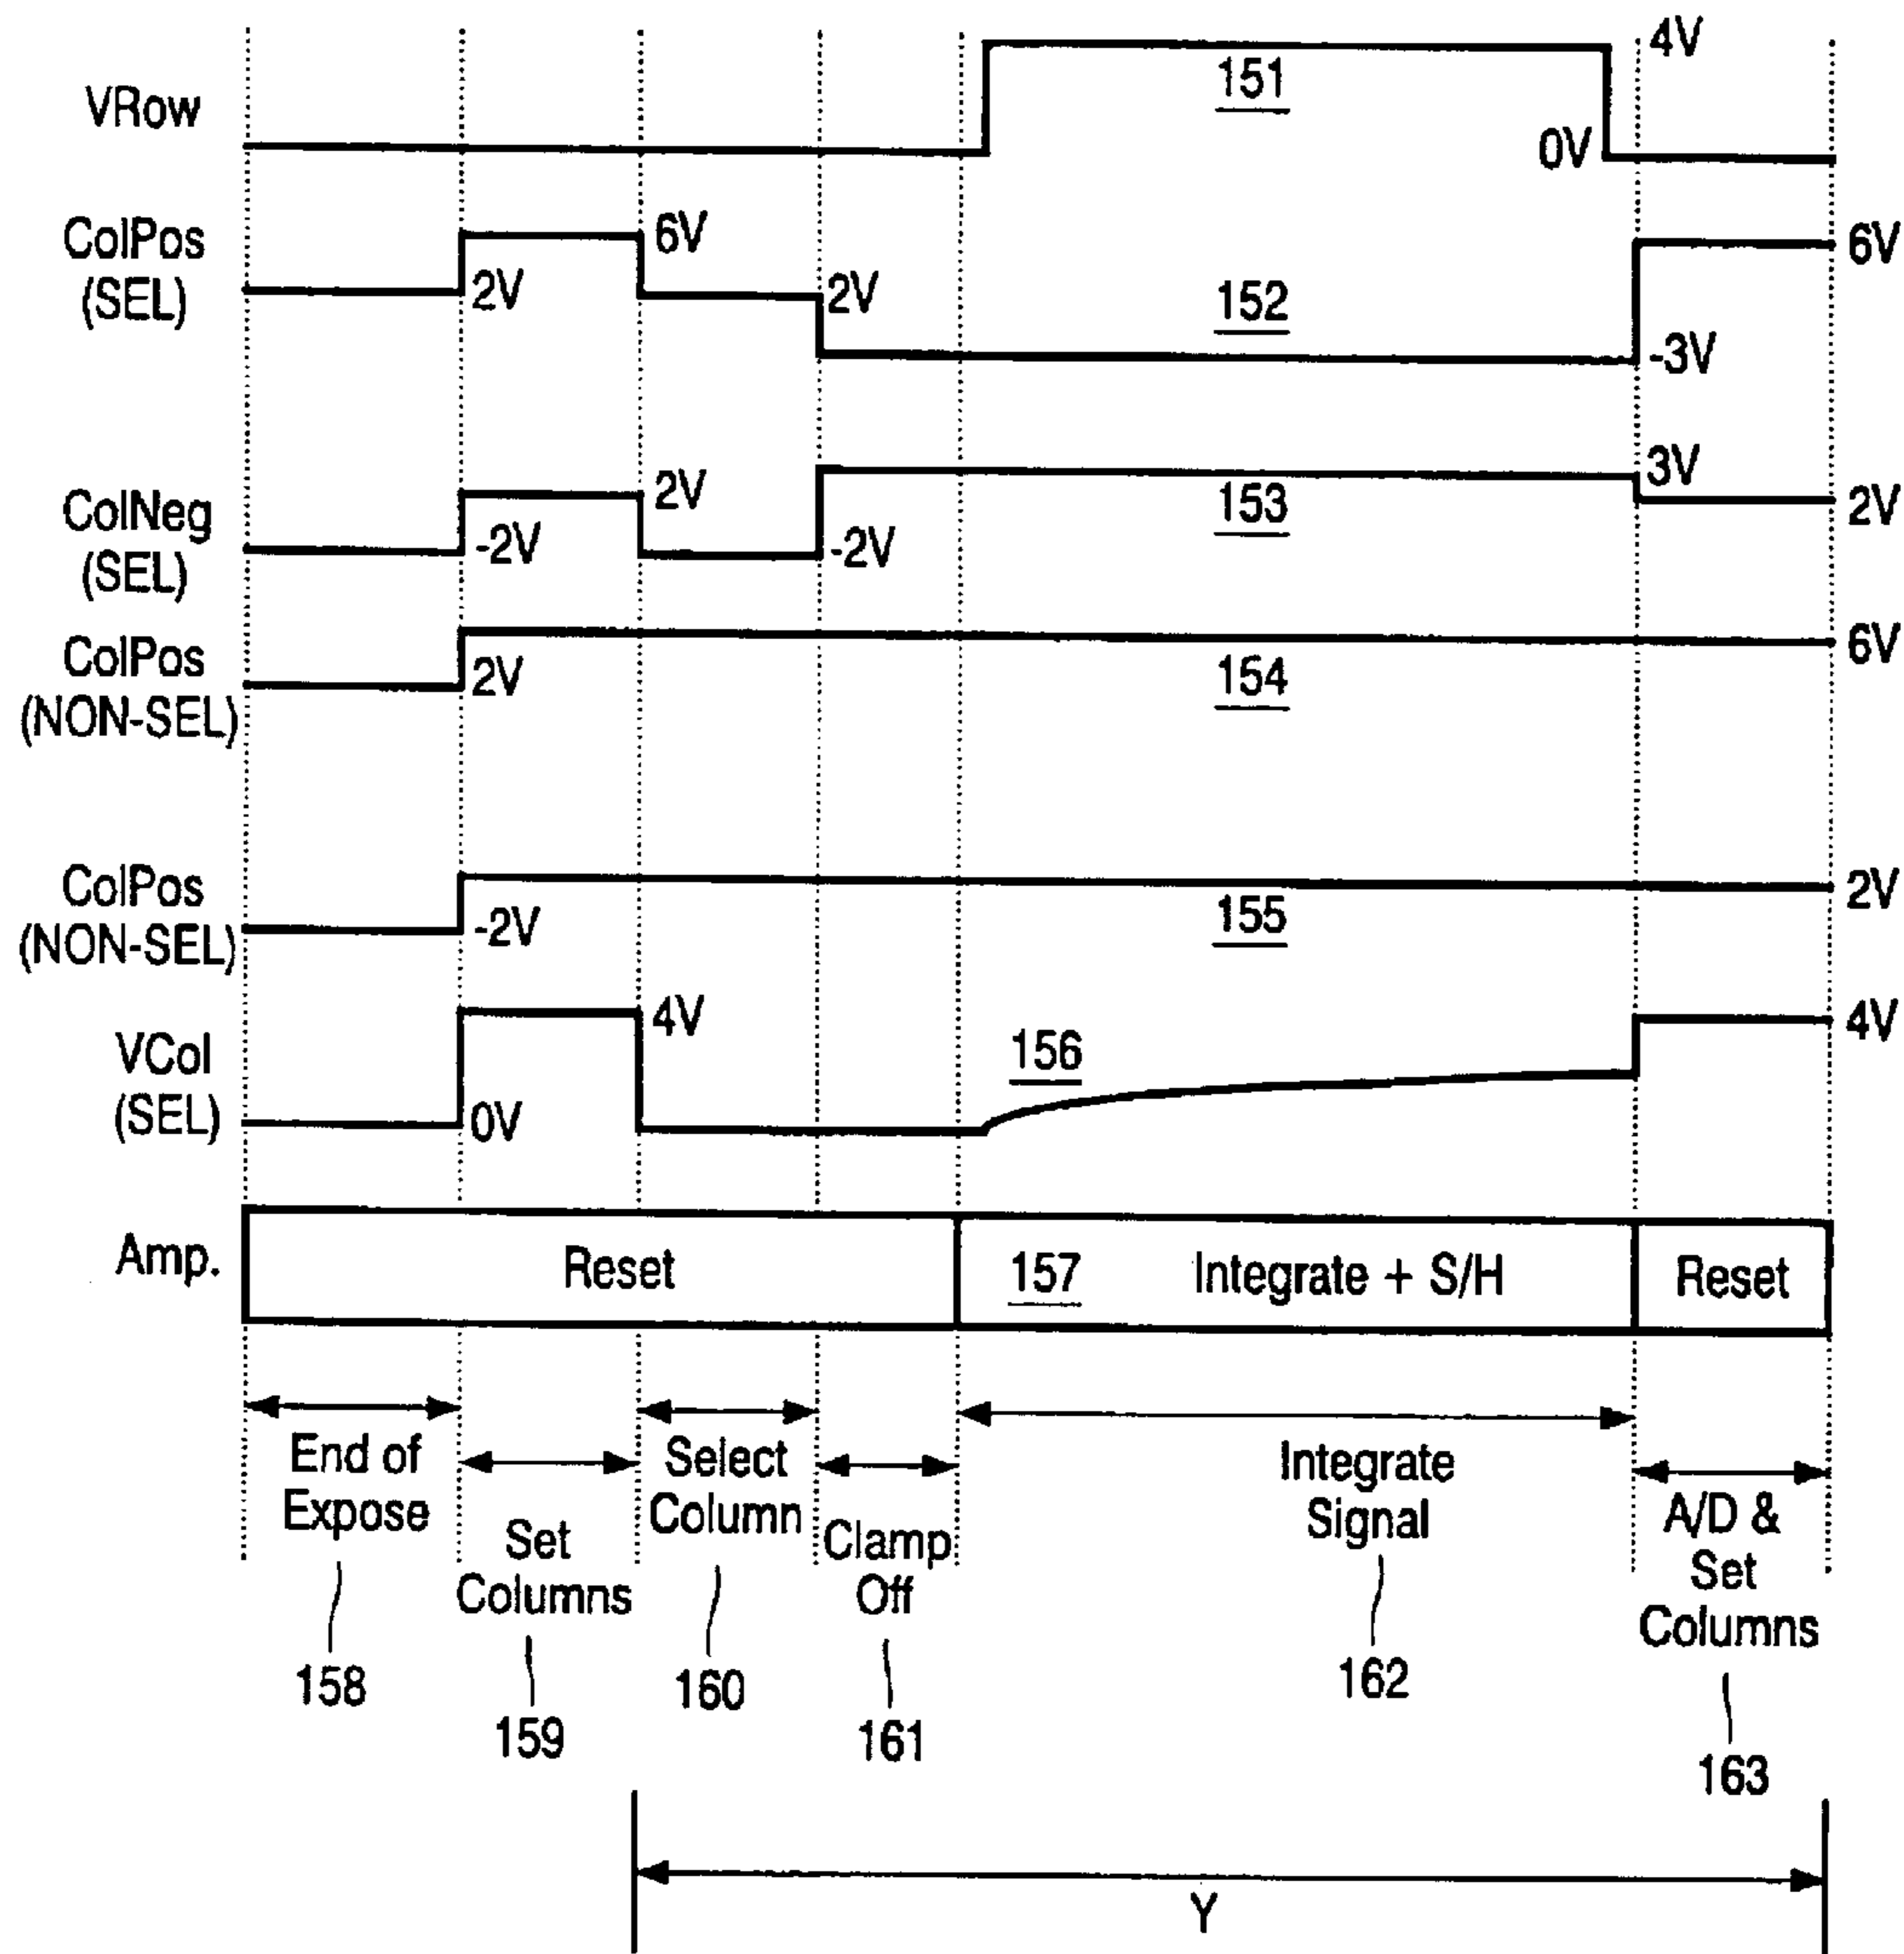 VRow
151
4V
0V
ColPos
(SEL)
2V
6V
2V
152
-3V
6V
ColNeg
(SEL)
-2V
2V
-2V
153
3V
2V
ColPos
(NON-SEL)
2V
154
6V
ColPos
(NON-SEL)
-2V
155
2V
VCol
(SEL)
0V
4V
156
4V
Amp.
Reset
157
Integrate + S/H
Reset
End of
Expose
158
Set
Columns
159
Select
Column
160
Clamp
Off
161
Integrate
Signal
162
A/D &
Set
Columns
163
Y